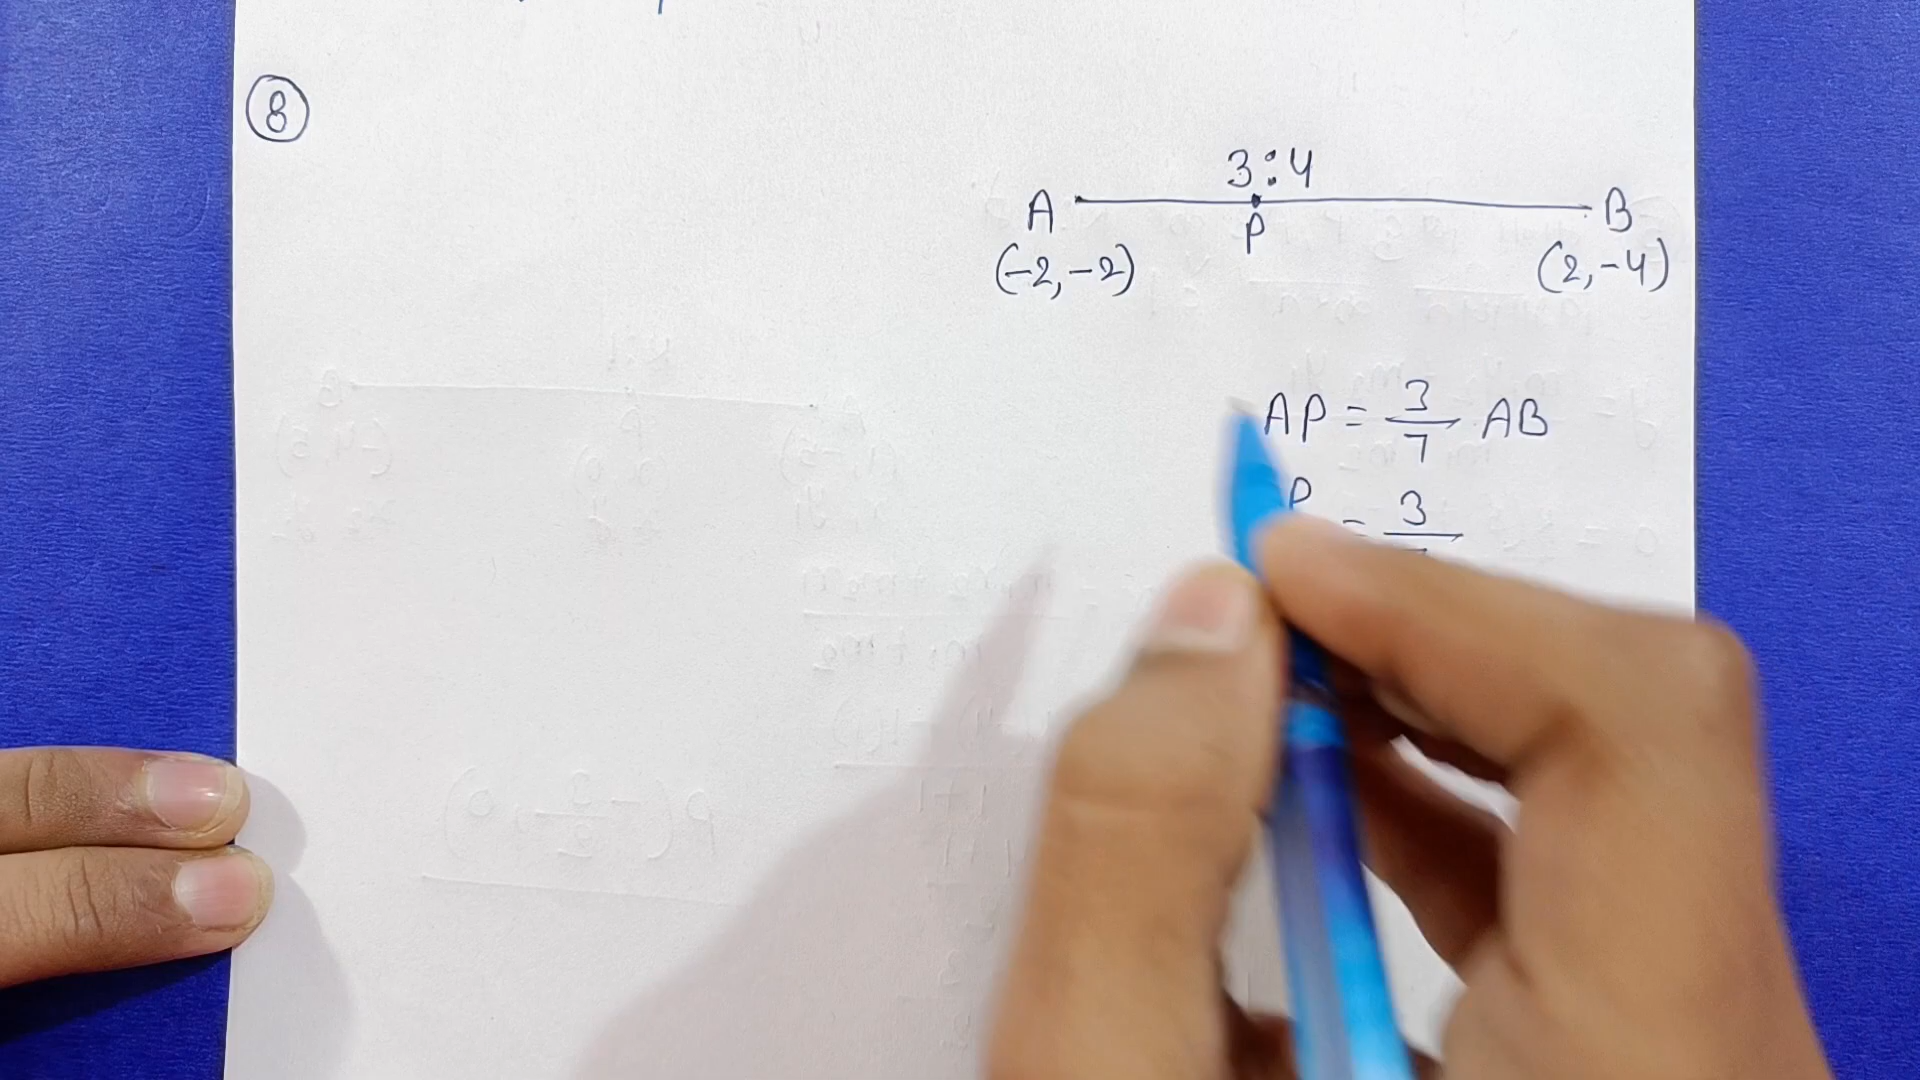 8
3:4
A P B
(-2,-2) (2,-4)
AP = 3/7 AB
P = 3